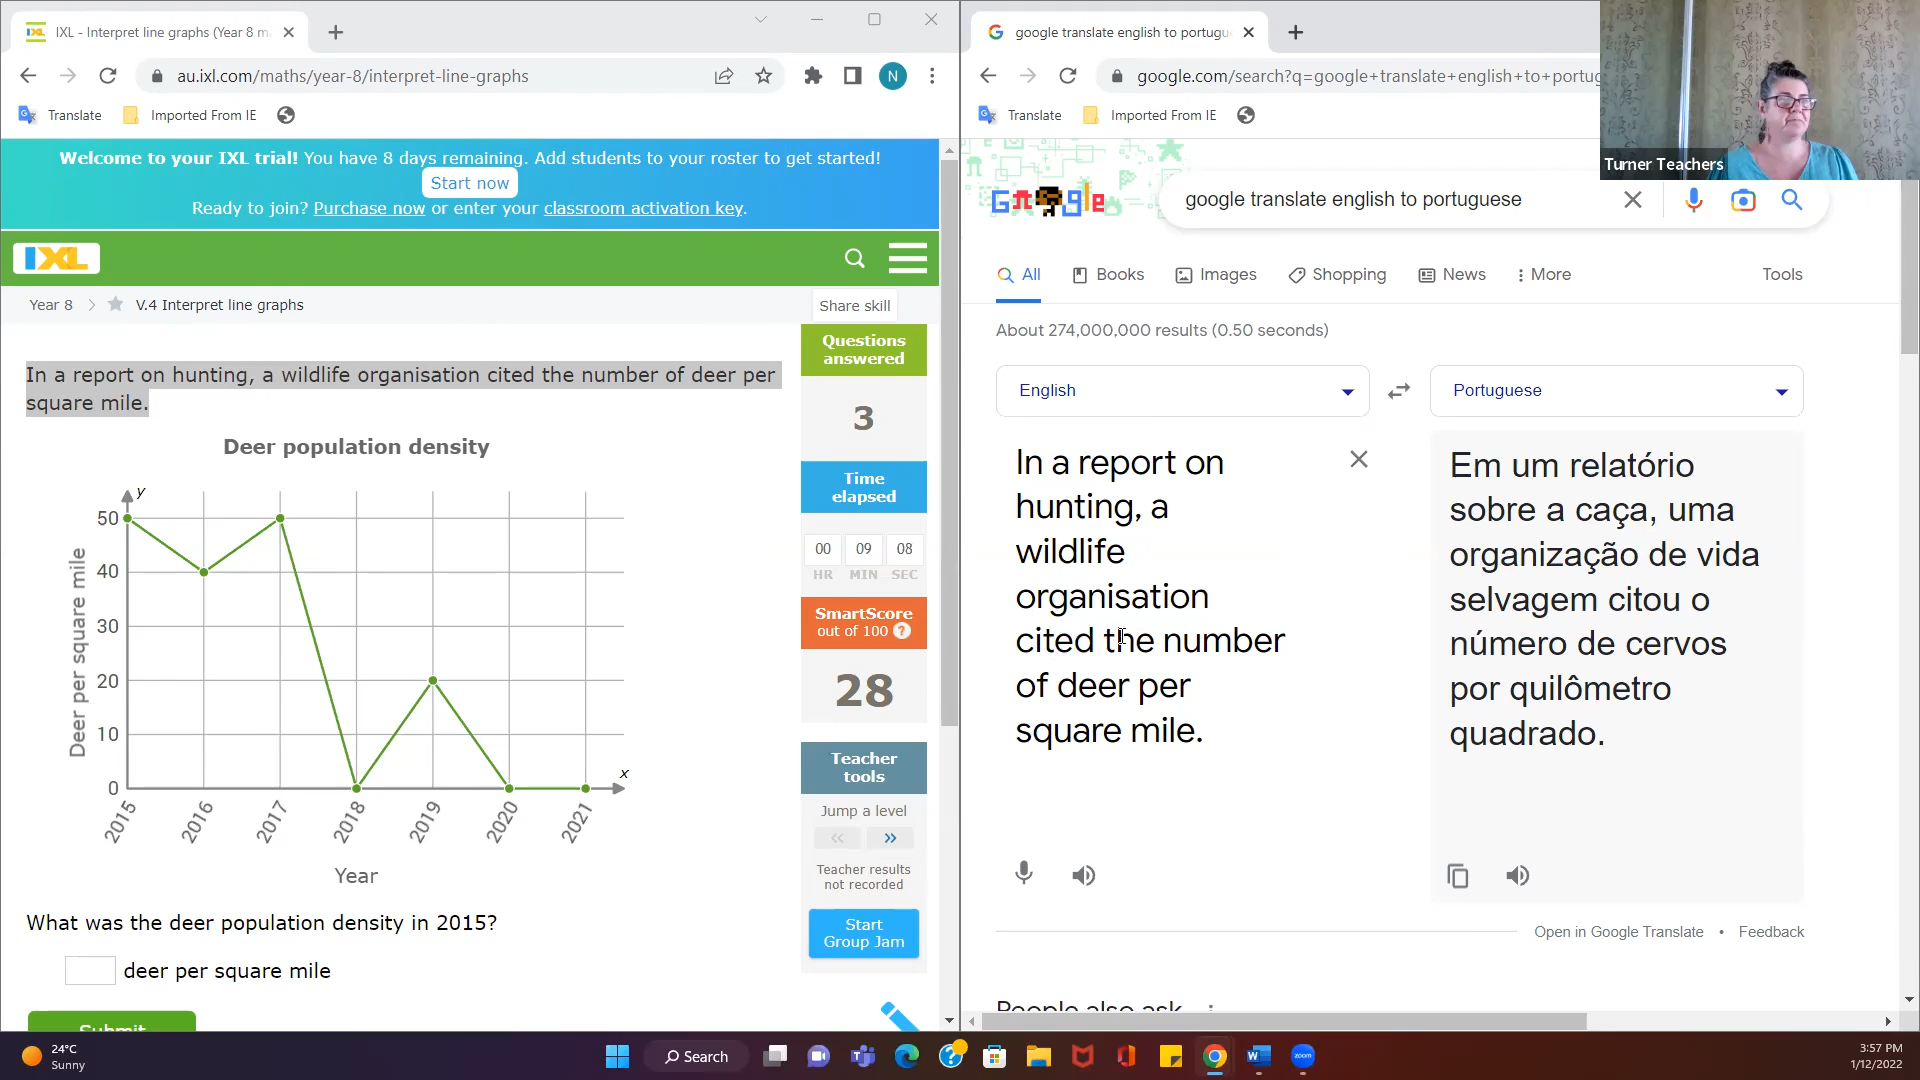 IXL - Interpret line graphs (Year 8 m
au.ixl.com/maths/year-8/interpret-line-graphs
N
Translate
Imported From IE
Welcome to your IXL trial! You have 8 days remaining. Add students to your roster to get started!
Start now
Ready to join? Purchase now or enter your classroom activation key.
IXL
Year 8
V.4 Interpret line graphs
Share skill
In a report on hunting, a wildlife organisation cited the number of deer per
square mile.
Deer population density
y
50
40
30
20
10
0
Deer per square mile
x
2015
2016
2017
2018
2019
2020
2021
Year
What was the deer population density in 2015?
deer per square mile
Submit
Questions
answered
3
Time
elapsed
00
09
08
HR
MIN
SEC
SmartScore
out of 100 ?
28
Teacher
tools
Jump a level
Teacher results
not recorded
Start
Group Jam
google translate english to portugu
google.com/search?q=google+translate+english+to+portug
Translate
Imported From IE
Turner Teachers
Google
google translate english to portuguese
All
Books
Images
Shopping
News
More
Tools
About 274,000,000 results (0.50 seconds)
English
Portuguese
In a report on
hunting, a
wildlife
organisation
cited the number
of deer per
square mile.
Em um relatório
sobre a caça, uma
organização de vida
selvagem citou o
número de cervos
por quilômetro
quadrado.
Open in Google Translate • Feedback
People also ask
24°C
Sunny
Search
zoom
3:57 PM
1/12/2022